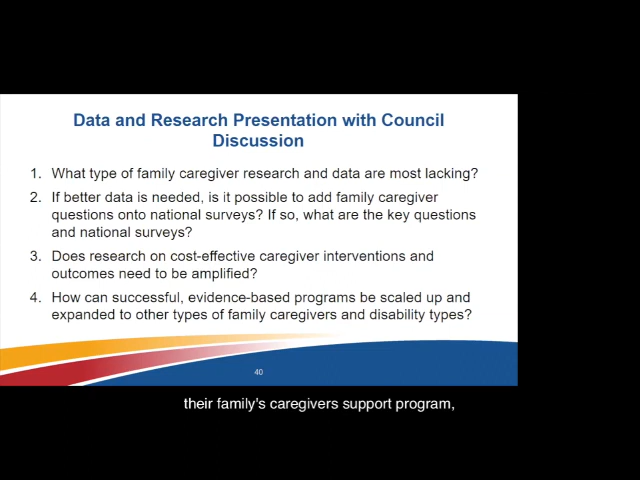 Data and Research Presentation with Council
Discussion
1. What type of family caregiver research and data are most lacking?
2. If better data is needed, is it possible to add family caregiver
questions onto national surveys? If so, what are the key questions
and national surveys?
3. Does research on cost-effective caregiver interventions and
outcomes need to be amplified?
4. How can successful, evidence-based programs be scaled up and
expanded to other types of family caregivers and disability types?
40
their family's caregivers support program,